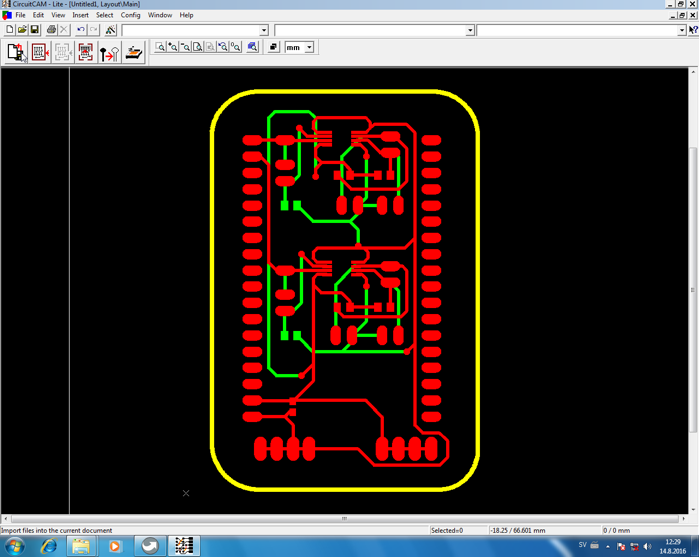 CircuitCAM - Lite - [Untitled1, Layout\Main]
File Edit View Insert Select Config Window Help
mm
Import files into the current document
Selected=0
-18.25 / 66.601 mm
0 / 0 mm
SV
12:29
14.8.2016